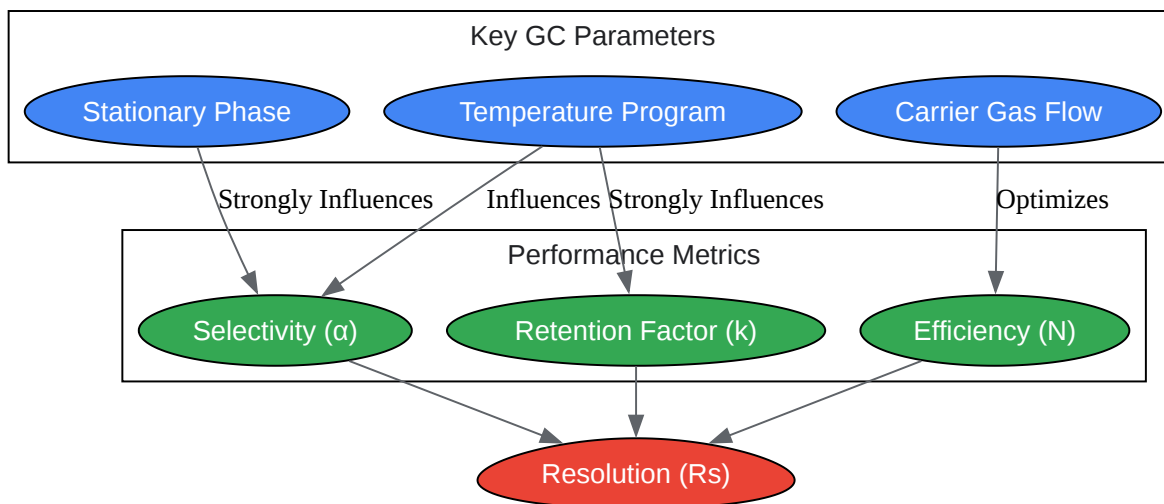 Key GC Parameters
Stationary Phase
Temperature Program
Carrier Gas Flow
Strongly Influences
Influences
Strongly Influences
Optimizes
Performance Metrics
Selectivity (α)
Retention Factor (k)
Efficiency (N)
Resolution (Rs)